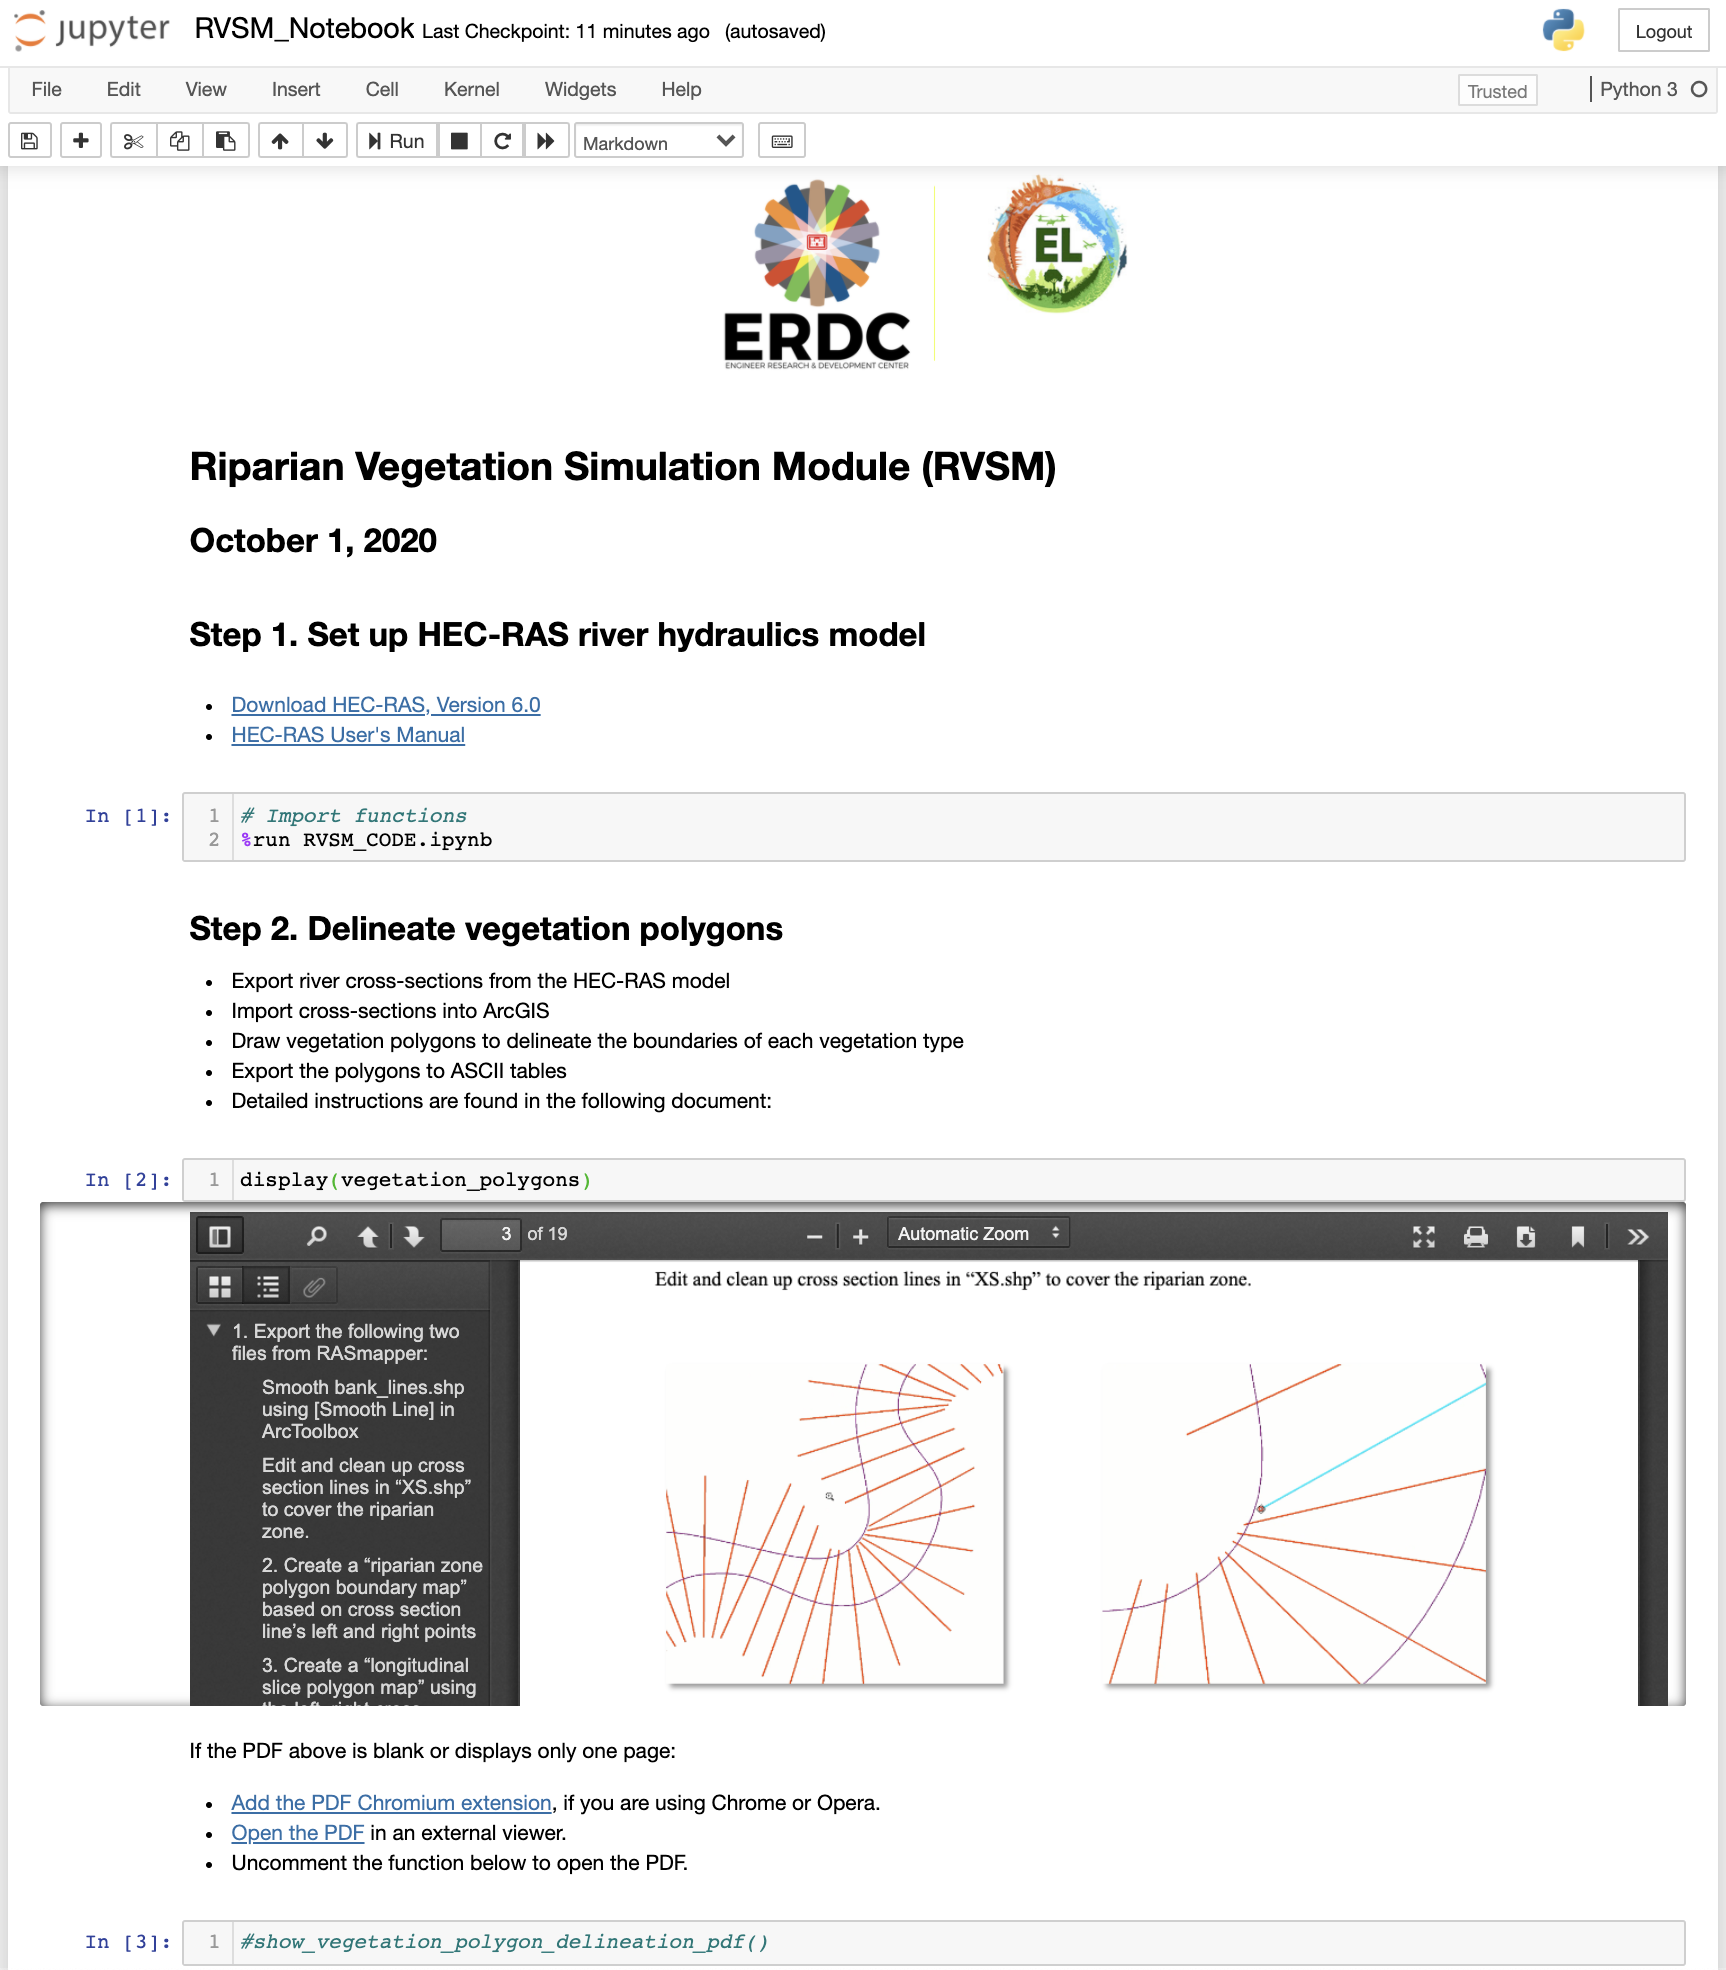 jupyter RVSM_Notebook Last Checkpoint: 11 minutes ago (autosaved) Logout
File Edit View Insert Cell Kernel Widgets Help Trusted Python 3
Run Markdown
EL
ERDC
ENGINEER RESEARCH & DEVELOPMENT CENTER
Riparian Vegetation Simulation Module (RVSM)
October 1, 2020
Step 1. Set up HEC-RAS river hydraulics model
• Download HEC-RAS, Version 6.0
• HEC-RAS User's Manual
In [1]: 1 # Import functions
2 %run RVSM_CODE.ipynb
Step 2. Delineate vegetation polygons
• Export river cross-sections from the HEC-RAS model
• Import cross-sections into ArcGIS
• Draw vegetation polygons to delineate the boundaries of each vegetation type
• Export the polygons to ASCII tables
• Detailed instructions are found in the following document:
In [2]: 1 display(vegetation_polygons)
3 of 19 Automatic Zoom
1. Export the following two
files from RASmapper:
Smooth bank_lines.shp
using [Smooth Line] in
ArcToolbox
Edit and clean up cross
section lines in “XS.shp”
to cover the riparian
zone.
2. Create a “riparian zone
polygon boundary map”
based on cross section
line’s left and right points
3. Create a “longitudinal
slice polygon map” using
Edit and clean up cross section lines in “XS.shp” to cover the riparian zone.
If the PDF above is blank or displays only one page:
• Add the PDF Chromium extension, if you are using Chrome or Opera.
• Open the PDF in an external viewer.
• Uncomment the function below to open the PDF.
In [3]: 1 #show_vegetation_polygon_delineation_pdf()